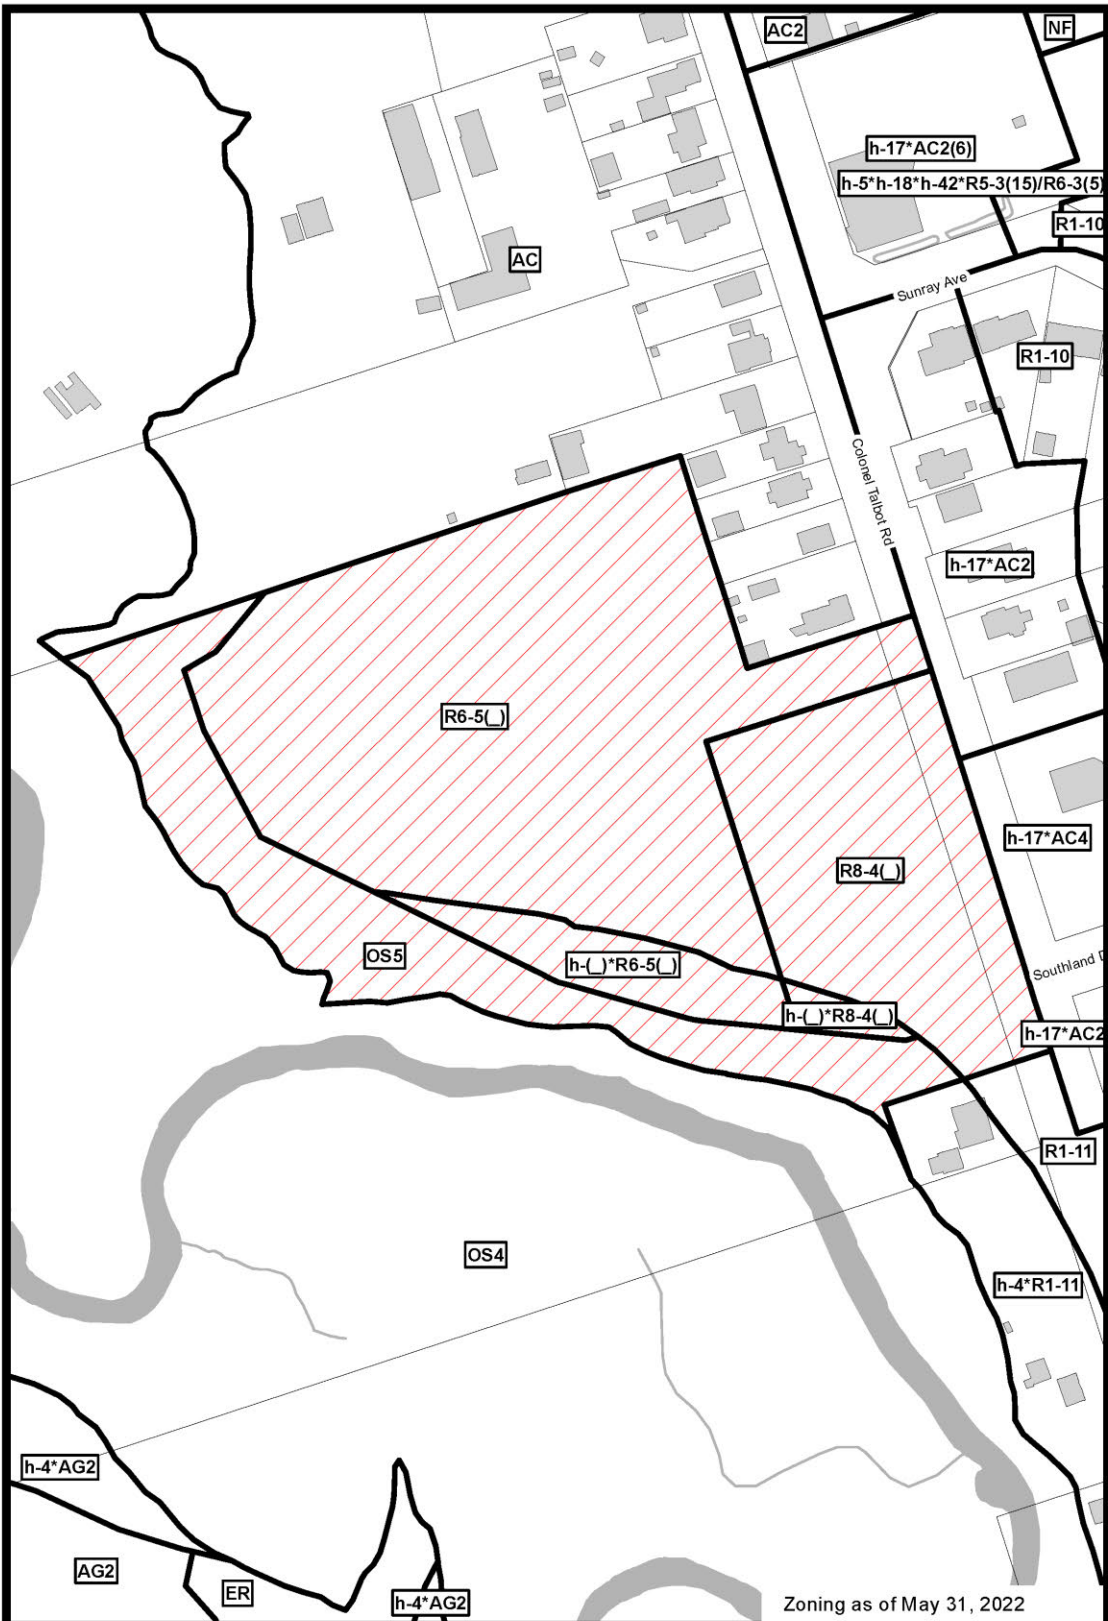 AC2
NF
h-17*AC2(6)
h-5*h-18*h-42*R5-3(15)/R6-3(5)
R1-10
AC
Sunray Ave
R1-10
Colonel Talbot Rd
h-17*AC2
R6-5(_)
h-17*AC4
R8-4(_)
OS5
h-(_)*R6-5(_)
Southland D
h-(_)*R8-4(_)
h-17*AC2
R1-11
OS4
h-4*R1-11
h-4*AG2
AG2
ER
h-4*AG2
Zoning as of May 31, 2022